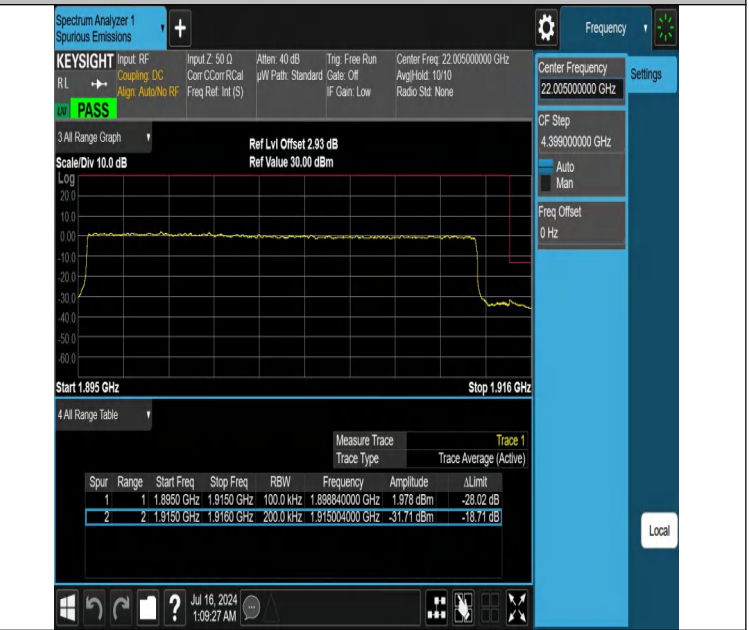 Spectrum Analyzer 1
Spurious Emissions
+
Frequency
KEYSIGHT
Input: RF
Input Z: 50 Ω
Atten: 40 dB
Trig: Free Run
Center Freq: 22.005000000 GHz
RL
Coupling: DC
Corr CCorr RCal
µW Path: Standard
Gate: Off
Avg|Hold: 10/10
Align: Auto/No RF
Freq Ref: Int (S)
IF Gain: Low
Radio Std: None
PASS
Center Frequency
22.005000000 GHz
Settings
CF Step
4.399000000 GHz
Auto
Man
Freq Offset
0 Hz
3 All Range Graph
Ref Lvl Offset 2.93 dB
Scale/Div 10.0 dB
Ref Value 30.00 dBm
Log
20.0
10.0
0.00
-10.0
-20.0
-30.0
-40.0
-50.0
-60.0
Start 1.895 GHz
Stop 1.916 GHz
4 All Range Table
Measure Trace Trace 1
Trace Type Trace Average (Active)
Spur Range Start Freq Stop Freq RBW Frequency Amplitude ΔLimit
1 1 1.8950 GHz 1.9150 GHz 100.0 kHz 1.898840000 GHz 1.978 dBm -28.02 dB
2 2 1.9150 GHz 1.9160 GHz 200.0 kHz 1.915004000 GHz -31.71 dBm -18.71 dB
Local
?
Jul 16, 2024
1:09:27 AM